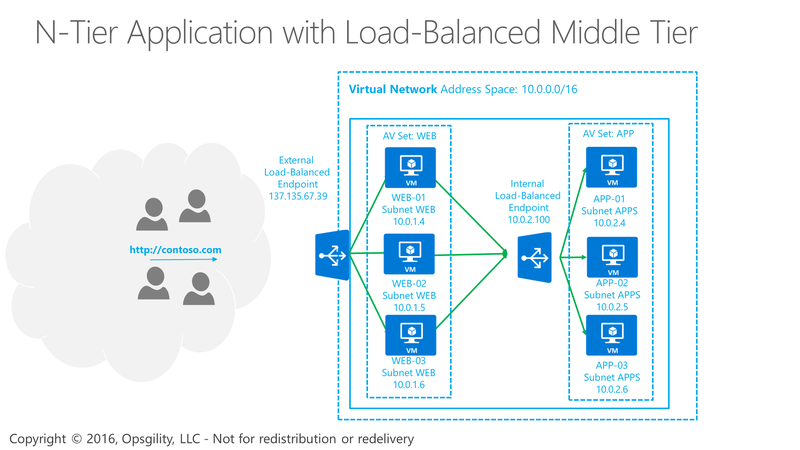 N-Tier Application with Load-Balanced Middle Tier
Virtual Network Address Space: 10.0.0.0/16
External
Load-Balanced
Endpoint
137.135.67.39
http://contoso.com
AV Set: WEB
VM
WEB-01
Subnet WEB
10.0.1.4
VM
WEB-02
Subnet WEB
10.0.1.5
VM
WEB-03
Subnet WEB
10.0.1.6
Internal
Load-Balanced
Endpoint
10.0.2.100
AV Set: APP
VM
APP-01
Subnet APPS
10.0.2.4
VM
APP-02
Subnet APPS
10.0.2.5
VM
APP-03
Subnet APPS
10.0.2.6
Copyright © 2016, Opsgility, LLC - Not for redistribution or redelivery